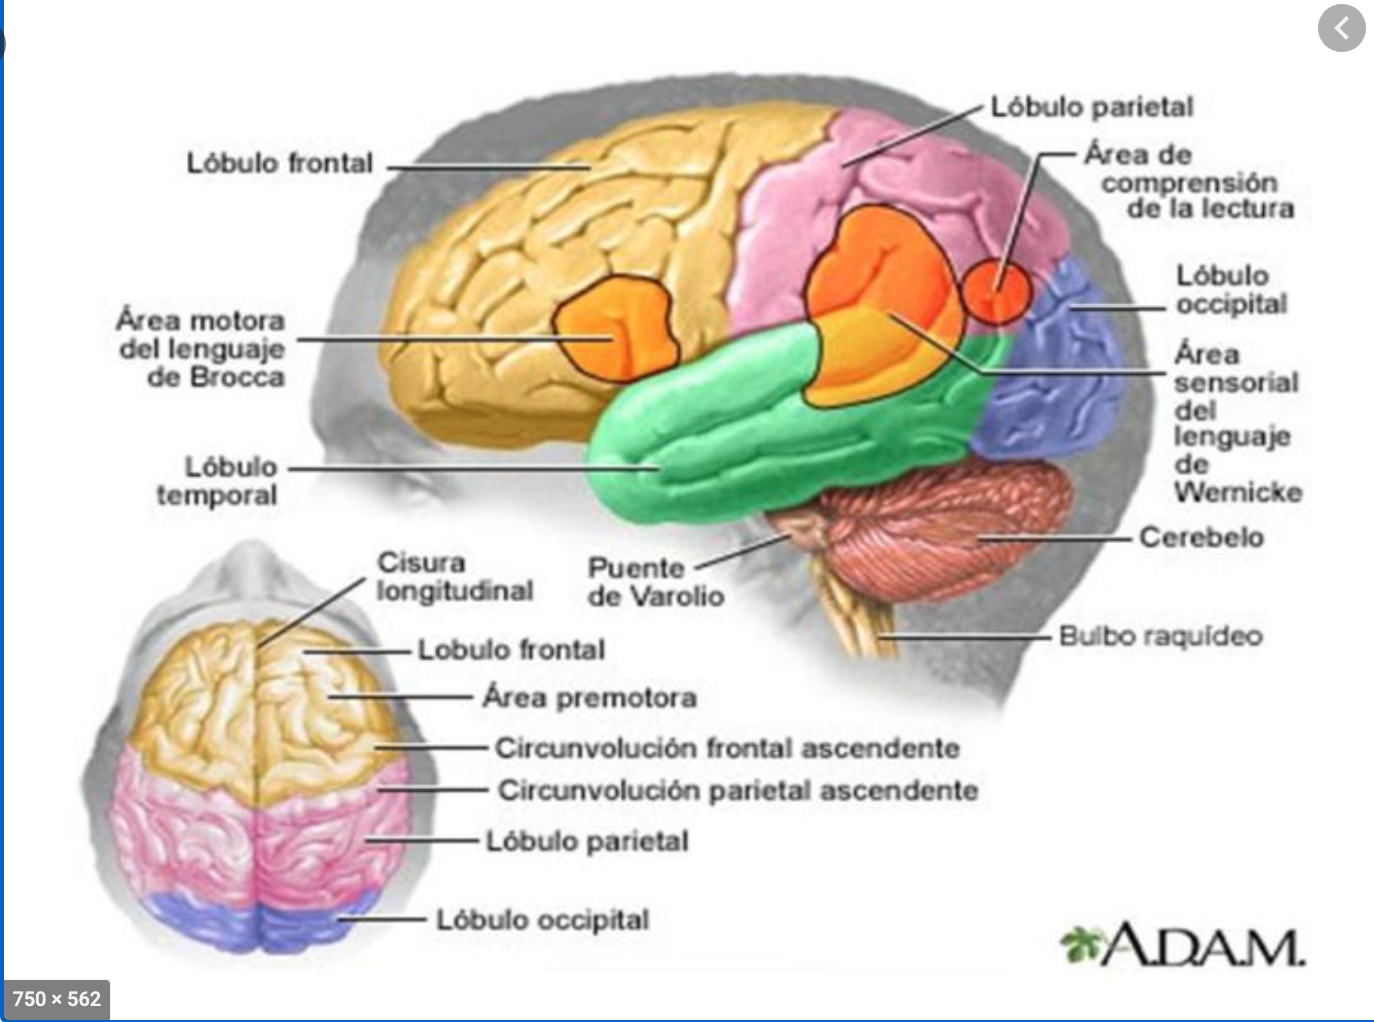 Lóbulo parietal
Lóbulo frontal
Área de
comprensión
de la lectura
Lóbulo
occipital
Área motora
del lenguaje
de Brocca
Área
sensorial
del
lenguaje
de
Wernicke
Lóbulo
temporal
Cerebelo
Puente
de Varolio
Bulbo raquídeo
Cisura
longitudinal
Lobulo frontal
Área premotora
Circunvolución frontal ascendente
Circunvolución parietal ascendente
Lóbulo parietal
Lóbulo occipital
A.D.A.M.
750 × 562